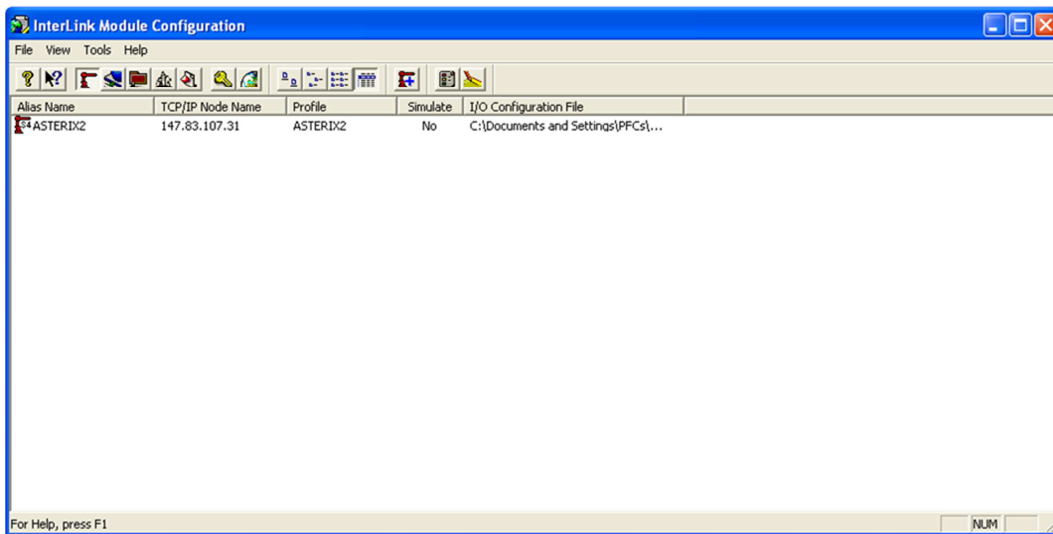 InterLink Module Configuration
File View Tools Help
Alias Name TCP/IP Node Name Profile Simulate I/O Configuration File
S4 ASTERIX2 147.83.107.31 ASTERIX2 No C:\Documents and Settings\PFCs\...
For Help, press F1 NUM